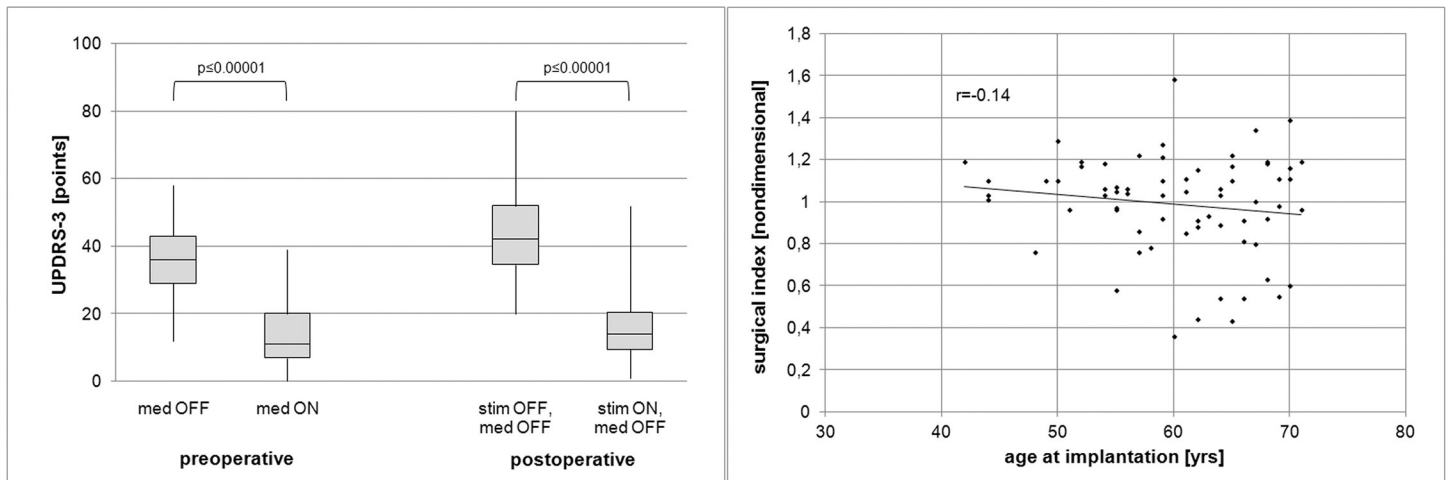 UPDRS-3 [points]
100
80
60
40
20
0
p≤0.00001
p≤0.00001
med OFF
med ON
stim OFF,
med OFF
stim ON,
med OFF
preoperative
postoperative
surgical index [nondimensional]
1,8
1,6
1,4
1,2
1
0,8
0,6
0,4
0,2
0
r=-0.14
30
40
50
60
70
80
age at implantation [yrs]